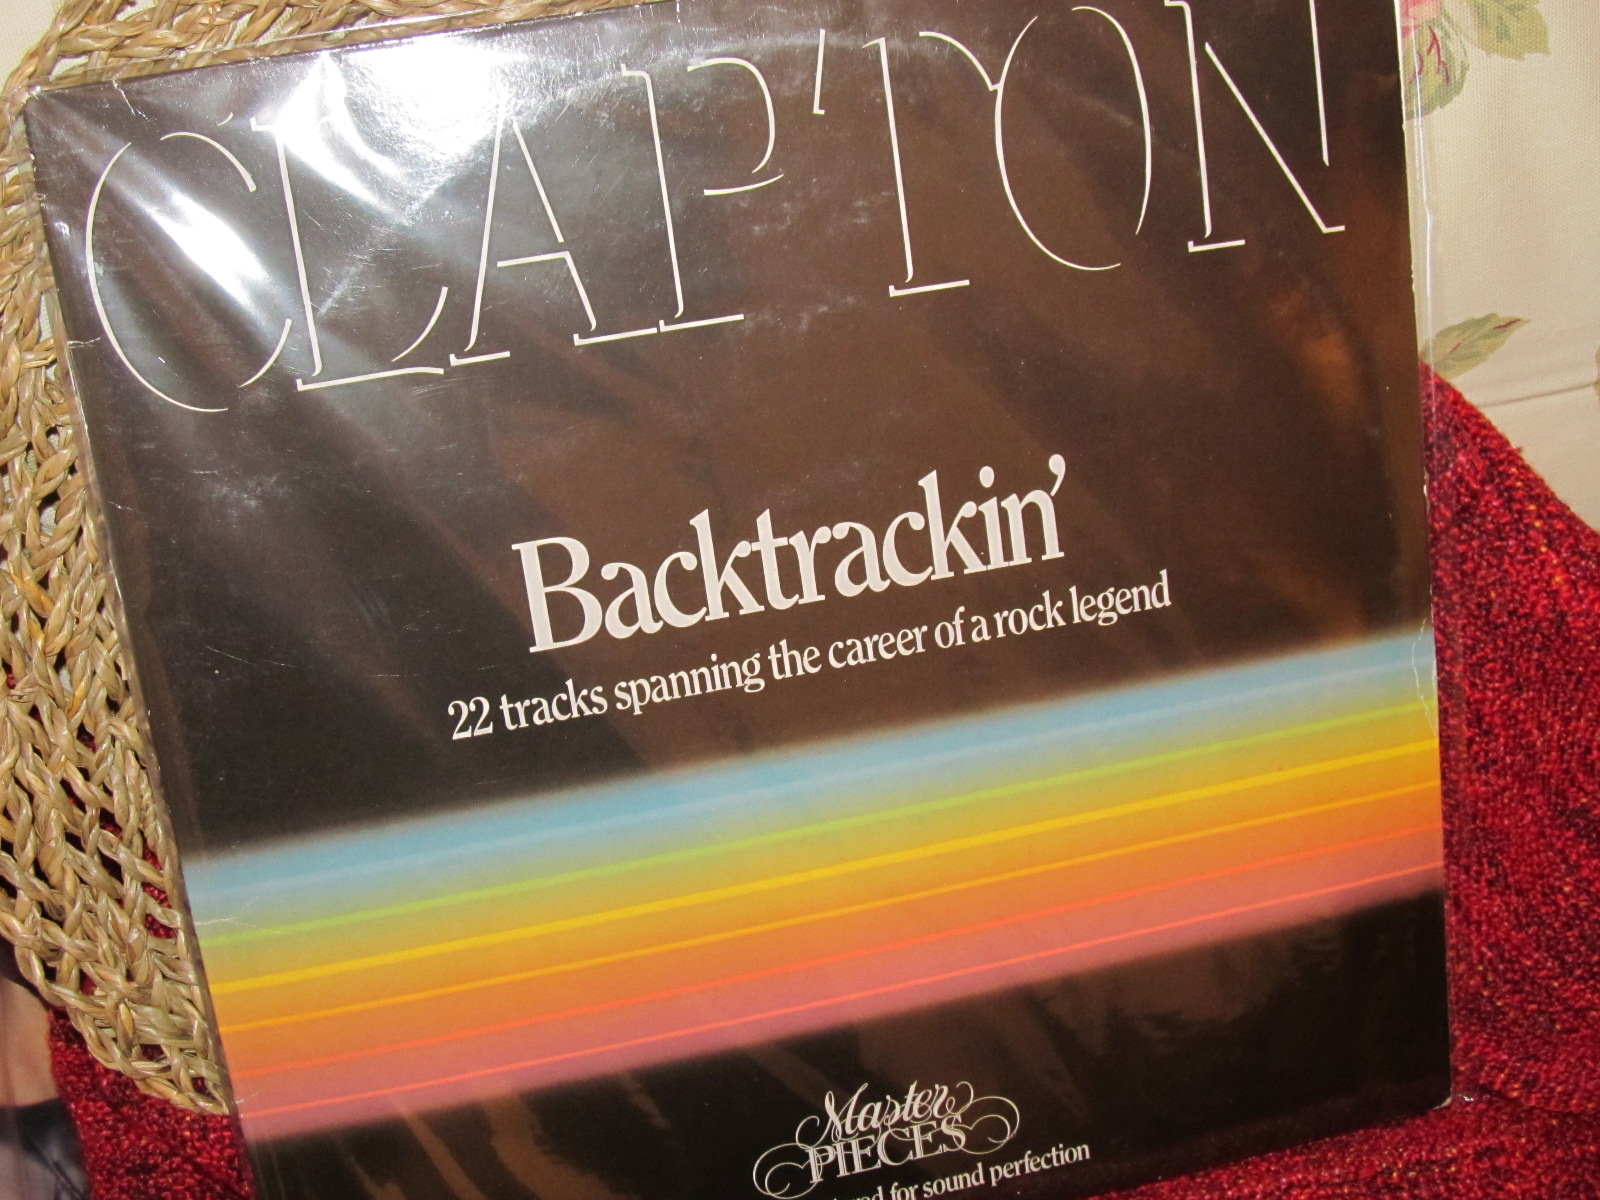 CLAPTON
Backtrackin'
22 tracks spanning the career of a rock legend
Master
PIECES
for sound perfection